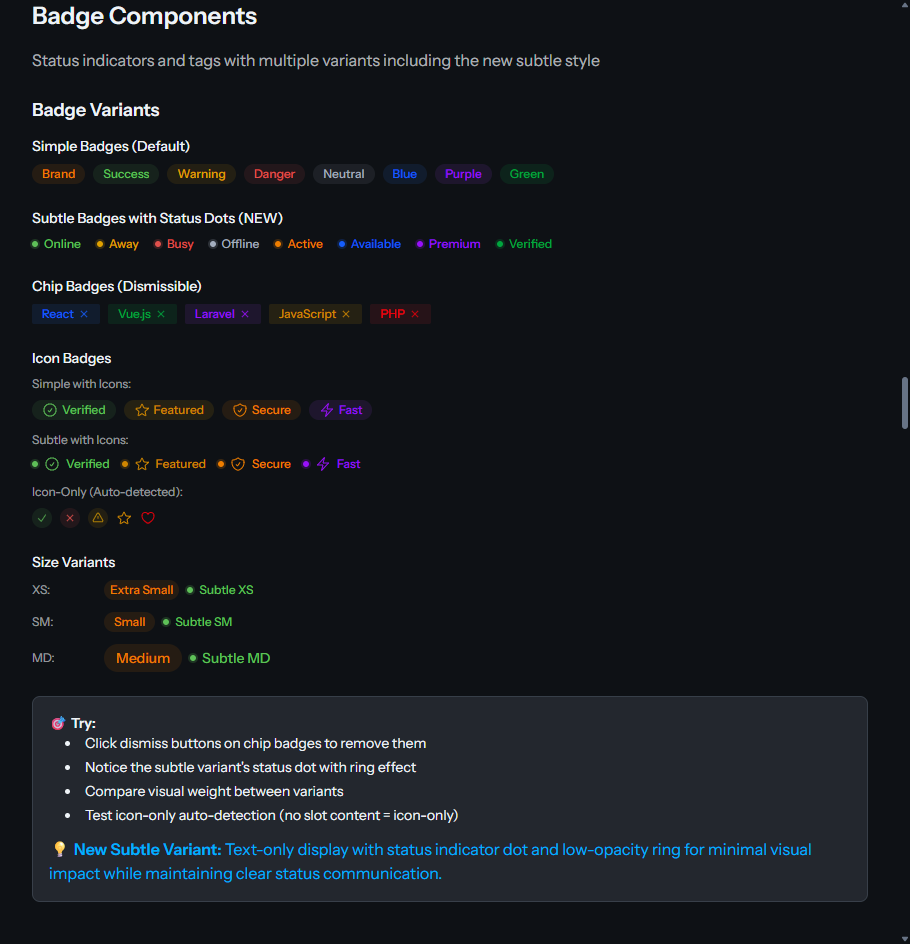 Badge Components
Status indicators and tags with multiple variants including the new subtle style
Badge Variants
Simple Badges (Default)
Brand Success Warning Danger Neutral Blue Purple Green
Subtle Badges with Status Dots (NEW)
Online Away Busy Offline Active Available Premium Verified
Chip Badges (Dismissible)
React × Vue.js × Laravel × JavaScript × PHP ×
Icon Badges
Simple with Icons:
Verified Featured Secure Fast
Subtle with Icons:
Verified Featured Secure Fast
Icon-Only (Auto-detected):
Size Variants
XS: Extra Small Subtle XS
SM: Small Subtle SM
MD: Medium Subtle MD
🎯 Try:
• Click dismiss buttons on chip badges to remove them
• Notice the subtle variant's status dot with ring effect
• Compare visual weight between variants
• Test icon-only auto-detection (no slot content = icon-only)
💡 New Subtle Variant: Text-only display with status indicator dot and low-opacity ring for minimal visual
impact while maintaining clear status communication.